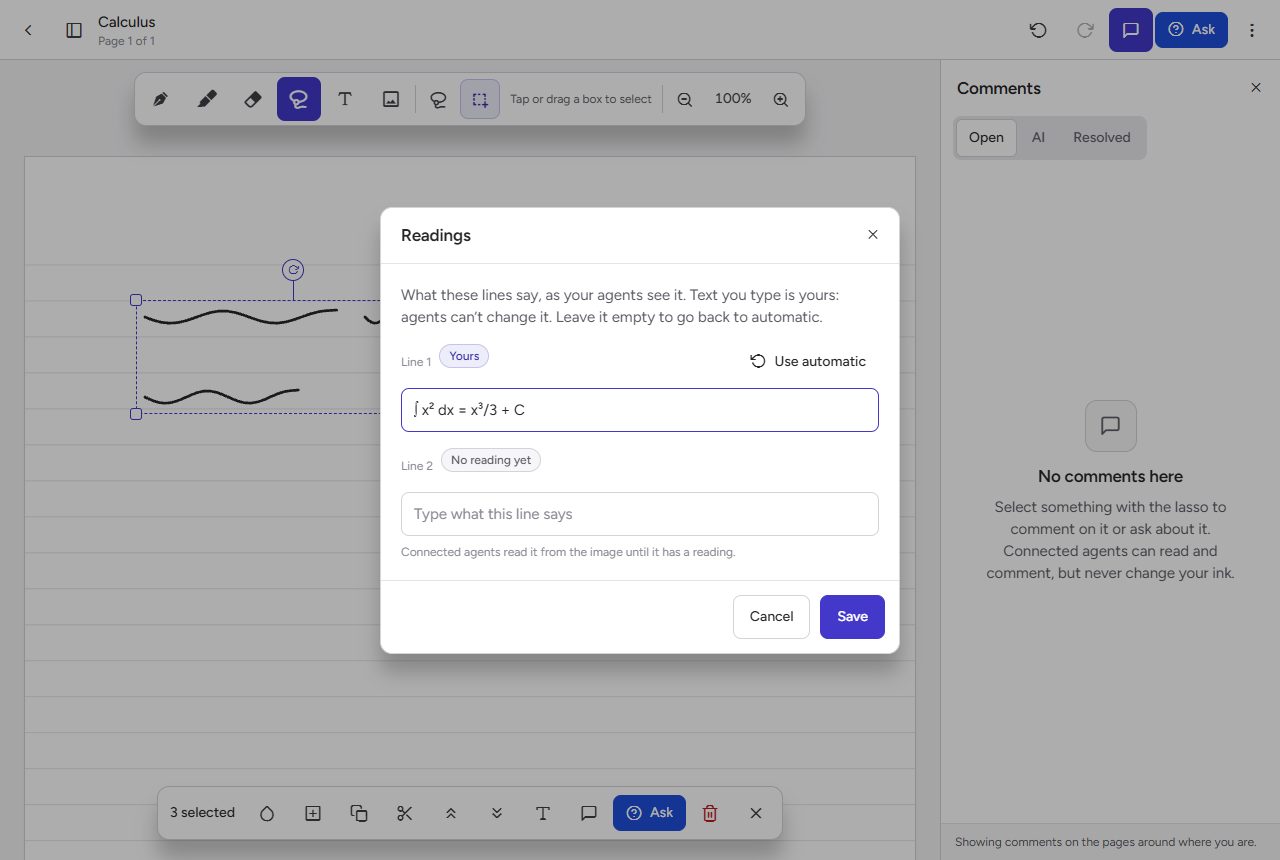 Calculus
Page 1 of 1
Ask
Tap or drag a box to select
100%
Comments
Open AI Resolved
Readings
What these lines say, as your agents see it. Text you type is yours:
agents can’t change it. Leave it empty to go back to automatic.
Line 1 Yours Use automatic
∫ x² dx = x³/3 + C
Line 2 No reading yet
Type what this line says
Connected agents read it from the image until it has a reading.
Cancel Save
No comments here
Select something with the lasso to
comment on it or ask about it.
Connected agents can read and
comment, but never change your ink.
3 selected
Ask
Showing comments on the pages around where you are.